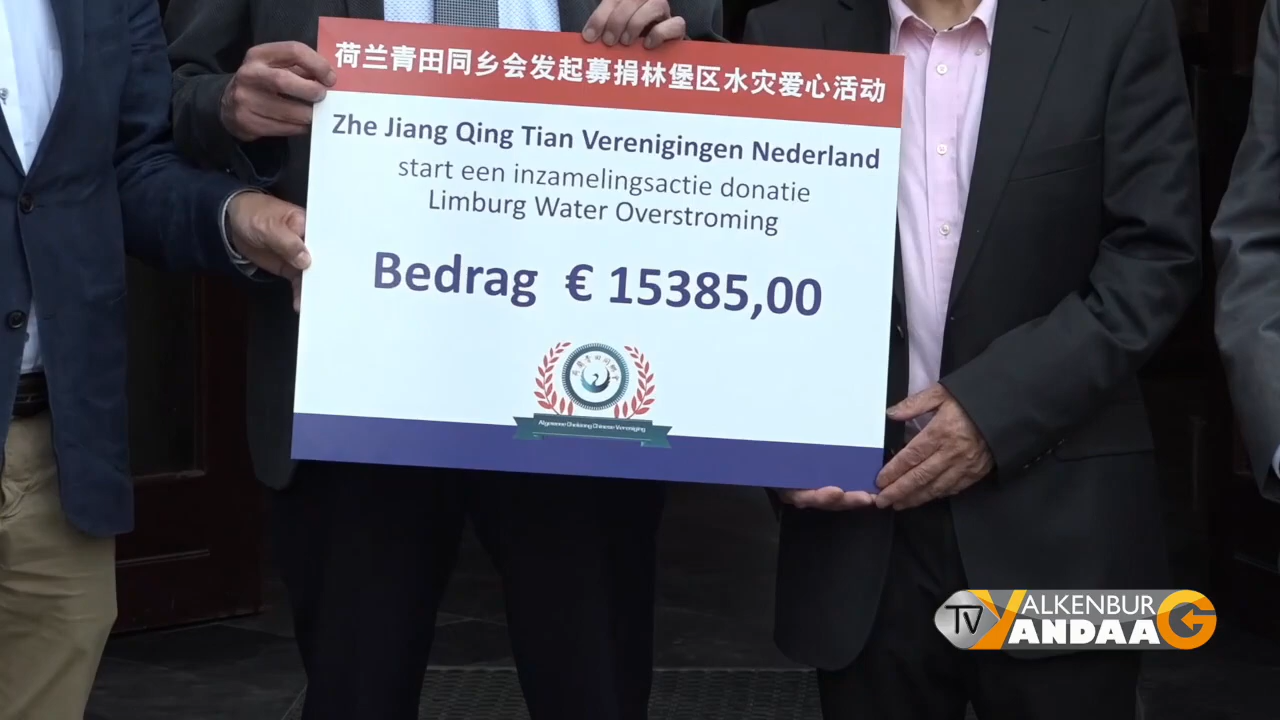 荷兰青田同乡会发起募捐林堡区水灾爱心活动
Zhe Jiang Qing Tian Verenigingen Nederland
start een inzamelingsactie donatie
Limburg Water Overstroming
Bedrag € 15385,00
Algemene Chekiang Chinese Vereniging
TV VALKENBURG
VANDAAG